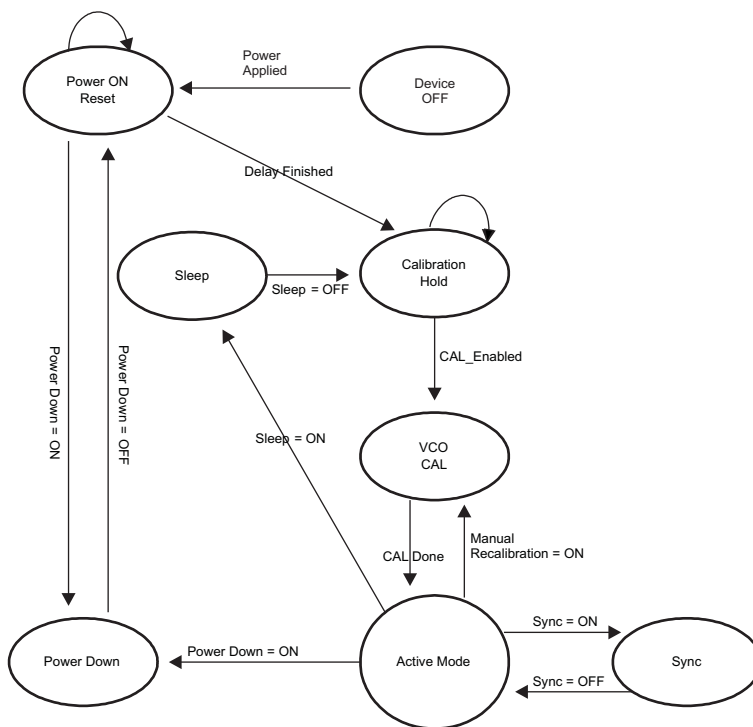 Power
Applied
Power ON
Reset
Device
OFF
Delay Finished
Sleep
Sleep = OFF
Calibration
Hold
CAL_Enabled
Power Down = ON
Power Down = OFF
Sleep = ON
VCO
CAL
CAL Done
Manual
Recalibration = ON
Power Down
Power Down = ON
Active Mode
Sync = ON
Sync = OFF
Sync